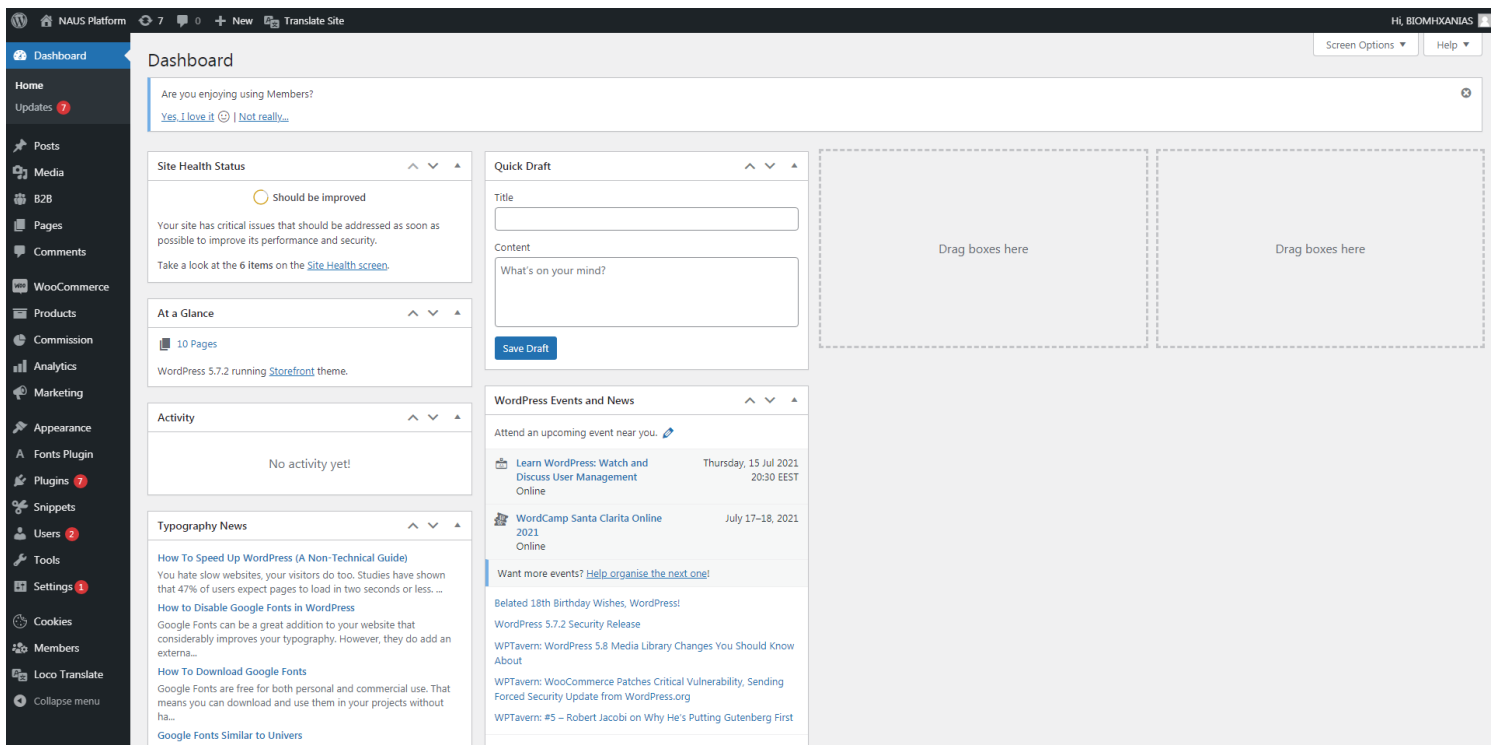 NAUS Platform 7 0 New Translate Site
Hi, BIOMHXANIAS
Dashboard
Home
Updates 7
Posts
Media
B2B
Pages
Comments
WooCommerce
Products
Commission
Analytics
Marketing
Appearance
A Fonts Plugin
Plugins 7
Snippets
Users 2
Tools
Settings 1
Cookies
Members
Loco Translate
Collapse menu
Screen Options ▼
Help ▼
Dashboard
Are you enjoying using Members?
Yes, I love it | Not really...
Site Health Status
Should be improved
Your site has critical issues that should be addressed as soon as
possible to improve its performance and security.
Take a look at the 6 items on the Site Health screen.
At a Glance
10 Pages
WordPress 5.7.2 running Storefront theme.
Activity
No activity yet!
Typography News
How To Speed Up WordPress (A Non-Technical Guide)
You hate slow websites, your visitors do too. Studies have shown
that 47% of users expect pages to load in two seconds or less. ...
How to Disable Google Fonts in WordPress
Google Fonts can be a great addition to your website that
considerably improves your typography. However, they do add an
externa...
How To Download Google Fonts
Google Fonts are free for both personal and commercial use. That
means you can download and use them in your projects without
ha...
Google Fonts Similar to Univers
Quick Draft
Title
Content
What's on your mind?
Save Draft
WordPress Events and News
Attend an upcoming event near you.
Learn WordPress: Watch and
Discuss User Management
Online
Thursday, 15 Jul 2021
20:30 EEST
WordCamp Santa Clarita Online
2021
Online
July 17–18, 2021
Want more events? Help organise the next one!
Belated 18th Birthday Wishes, WordPress!
WordPress 5.7.2 Security Release
WPTavern: WordPress 5.8 Media Library Changes You Should Know
About
WPTavern: WooCommerce Patches Critical Vulnerability, Sending
Forced Security Update from WordPress.org
WPTavern: #5 – Robert Jacobi on Why He's Putting Gutenberg First
Drag boxes here
Drag boxes here